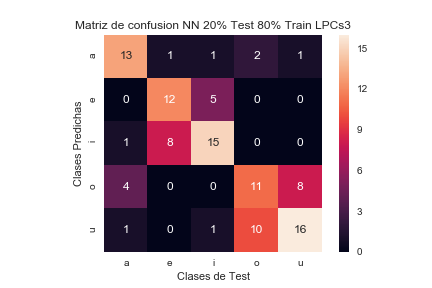 Matriz de confusion NN 20% Test 80% Train LPCs3
a 13 1 1 2 1
e 0 12 5 0 0
i 1 8 15 0 0
o 4 0 0 11 8
u 1 0 1 10 16
a e i o u
Clases de Test
Clases Predichas
15
12
9
6
3
0